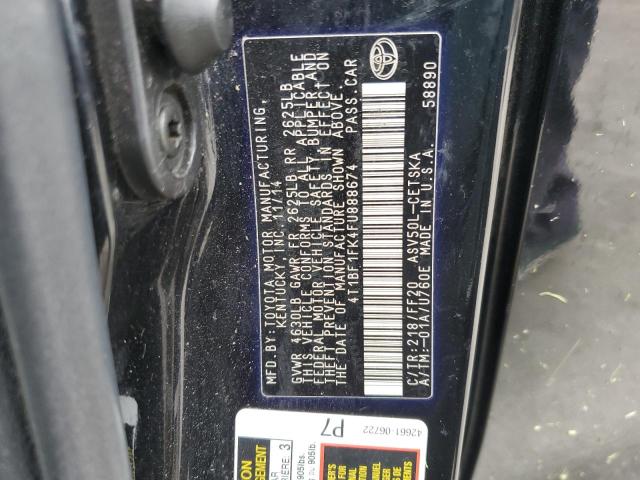 MFD.BY:TOYOTA MOTOR MANUFACTURING,
KENTUCKY, INC. 11/14
GVWR 4630LB GAWR FR 2625LB RR 2625LB
THIS VEHICLE CONFORMS TO ALL APPLICABLE
FEDERAL MOTOR VEHICLE SAFETY, BUMPER, AND
THEFT PREVENTION STANDARDS IN EFFECT ON
THE DATE OF MANUFACTURE SHOWN ABOVE.
4T1BF1FK4FU888674 PASS.CAR
C/TR:218/FF20 ASV50L-CETSKA
A/TM:-01A/U760E MADE IN U.S.A.
58890
P7
42661-06722
3
905lbs.
905lb.